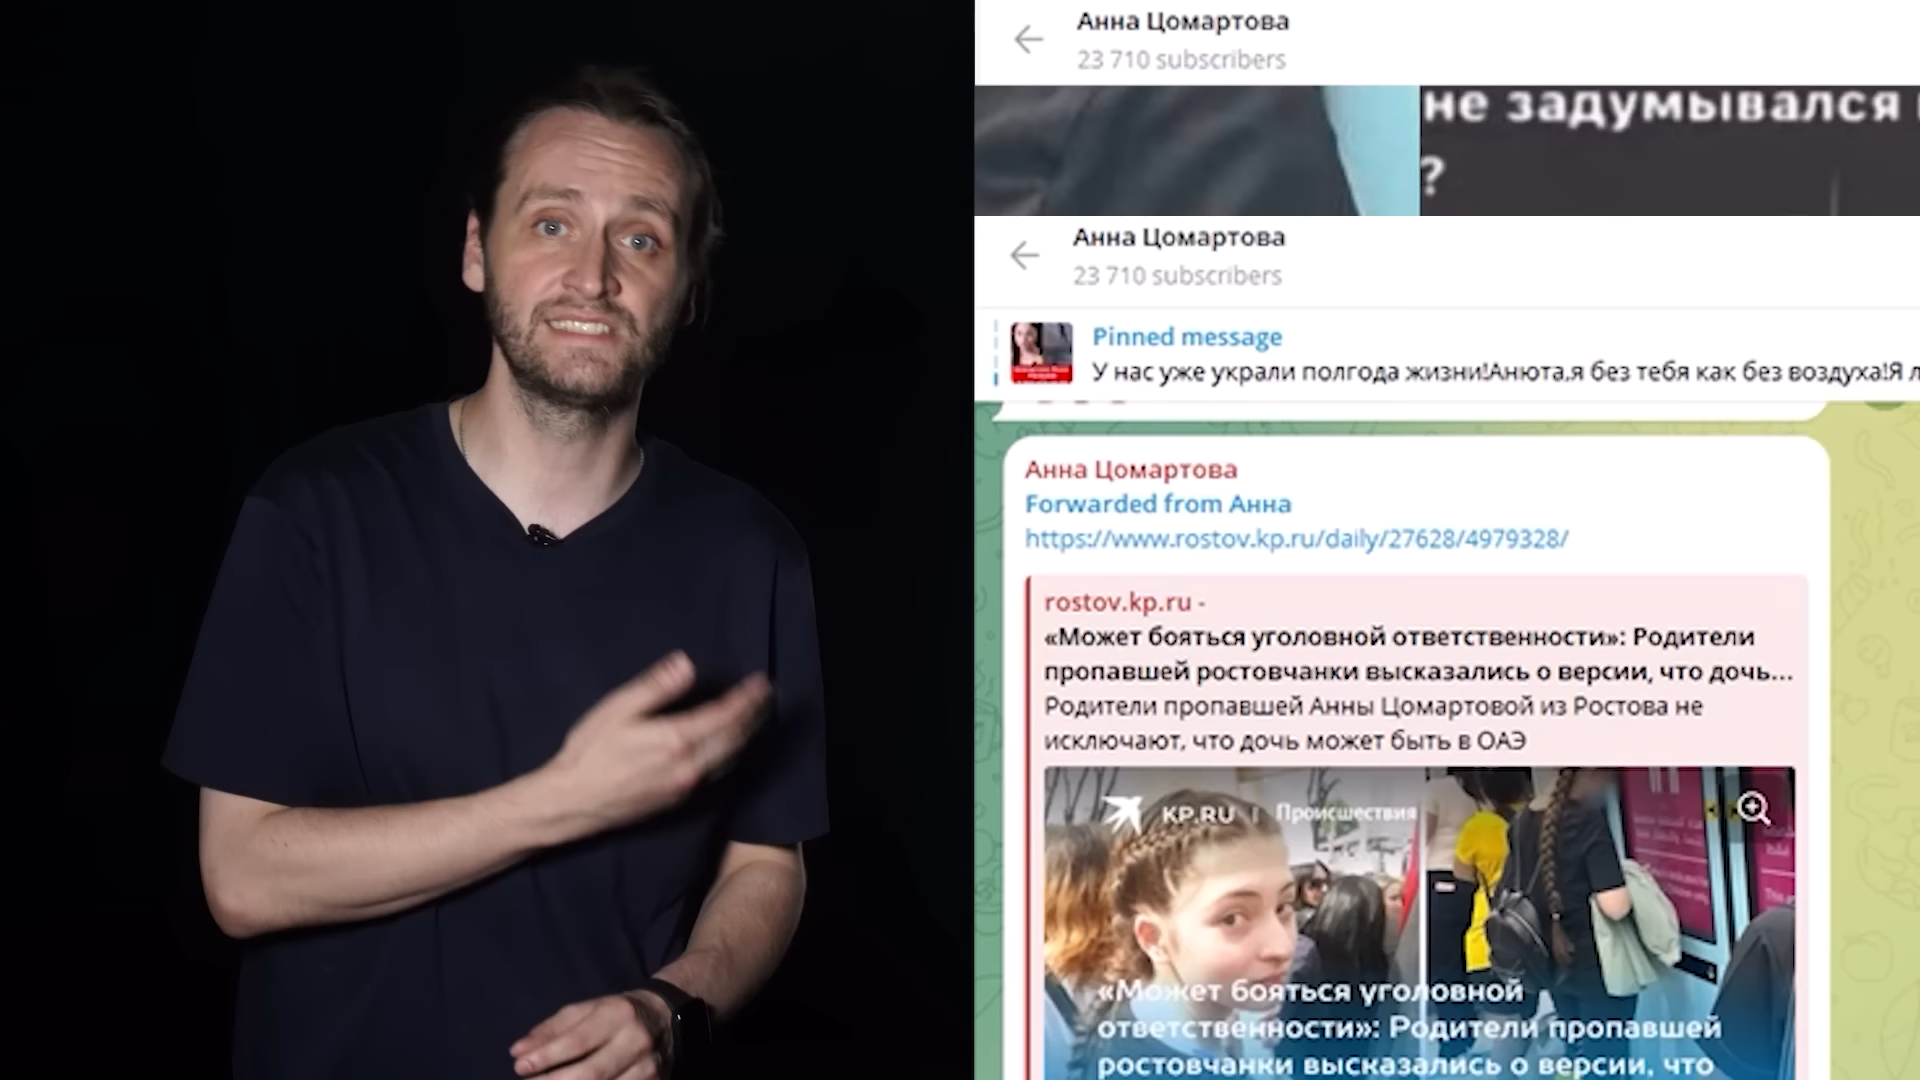 Анна Цомартова
23 710 subscribers
не задумывался
?
Анна Цомартова
23 710 subscribers
Pinned message
У нас уже украли полгода жизни!Анюта,я без тебя как без воздуха!Я
Анна Цомартова
Forwarded from Анна
https://www.rostov.kp.ru/daily/27628/4979328/
rostov.kp.ru -
«Может бояться уголовной ответственности»: Родители
пропавшей ростовчанки высказались о версии, что дочь...
Родители пропавшей Анны Цомартовой из Ростова не
исключают, что дочь может быть в ОАЭ
KP.RU | Происшествия
«Может бояться уголовной
ответственности»: Родители пропавшей
ростовчанки высказались о версии, что